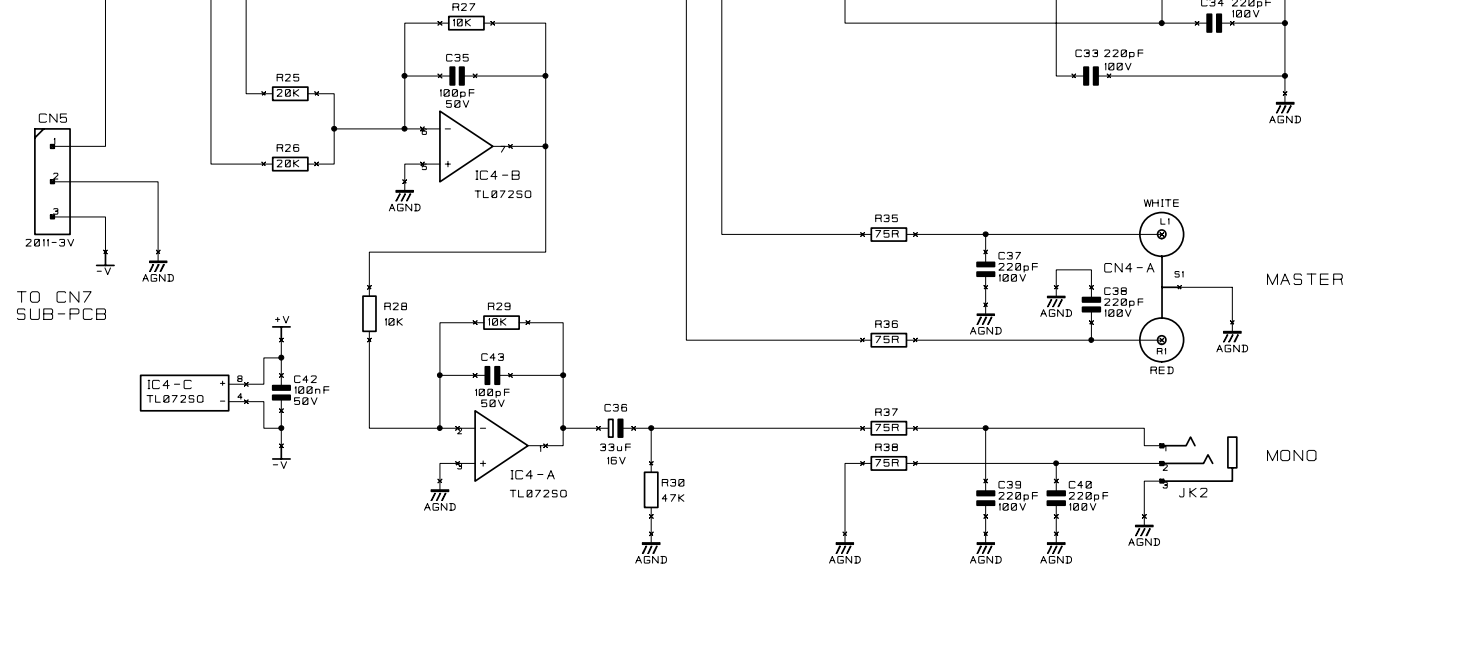 R27
10K
C34 220pF
100V
C35
100pF
50V
C33 220pF
100V
AGND
R25
20K
CN5
1
2
3
2011-3V
-V
AGND
TO CN7
SUB-PCB
R26
20K
6
5
-
+
7
IC4-B
TL072SO
AGND
R35
75R
WHITE
L1
C37
220pF
100V
AGND
CN4-A
S1
AGND
C38
220pF
100V
MASTER
AGND
R36
75R
R1
RED
R28
10K
R29
10K
+V
IC4-C
TL072SO
+
-
8
4
C42
100nF
50V
-V
C43
100pF
50V
2
3
-
+
1
IC4-A
TL072SO
AGND
C36
33uF
16V
R30
47K
AGND
R37
75R
R38
75R
AGND
C39
220pF
100V
AGND
C40
220pF
100V
AGND
1
2
3
JK2
AGND
MONO